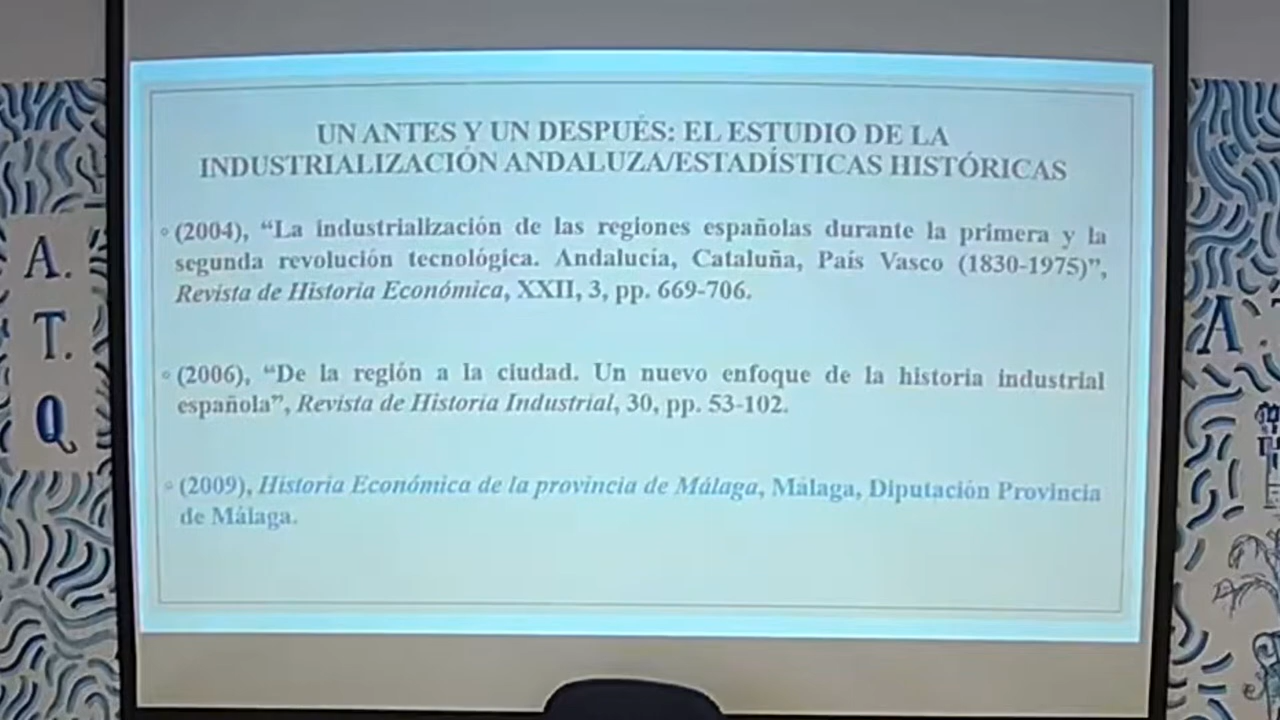 UN ANTES Y UN DESPUÉS: EL ESTUDIO DE LA
INDUSTRIALIZACIÓN ANDALUZA/ESTADÍSTICAS HISTÓRICAS
(2004), “La industrialización de las regiones españolas durante la primera y la
segunda revolución tecnológica. Andalucía, Cataluña, País Vasco (1830-1975)”,
Revista de Historia Económica, XXII, 3, pp. 669-706.
(2006), “De la región a la ciudad. Un nuevo enfoque de la historia industrial
española”, Revista de Historia Industrial, 30, pp. 53-102.
(2009), Historia Económica de la provincia de Málaga, Málaga, Diputación Provincia
de Málaga.
A.
T.
Q
A.